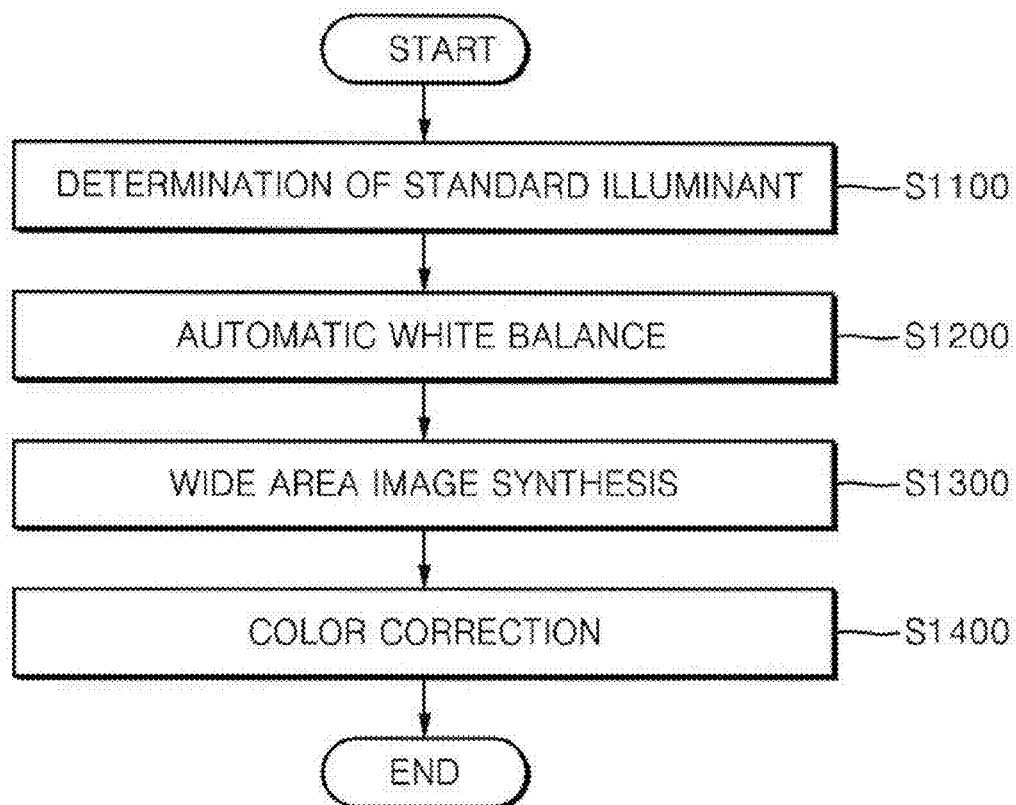 START
DETERMINATION OF STANDARD ILLUMINANT
S1100
AUTOMATIC WHITE BALANCE
S1200
WIDE AREA IMAGE SYNTHESIS
S1300
COLOR CORRECTION
S1400
END